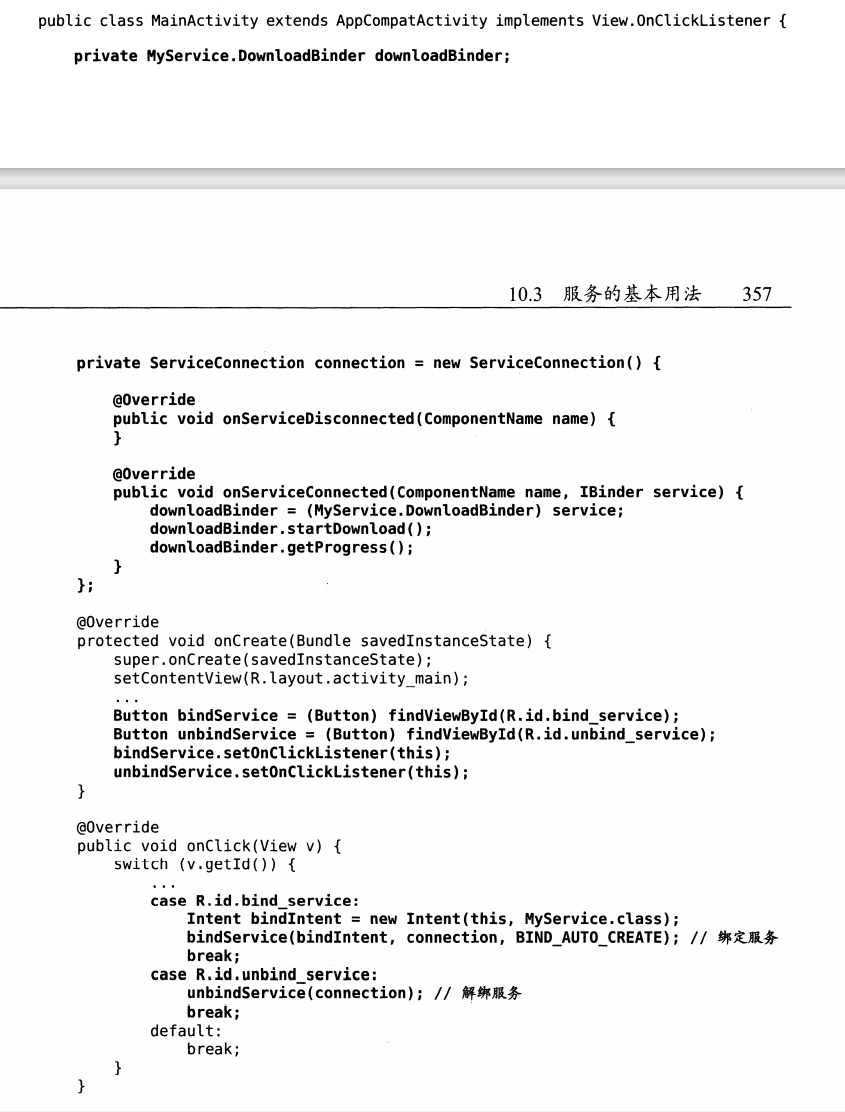 public class MainActivity extends AppCompatActivity implements View.OnClickListener {
private MyService.DownloadBinder downloadBinder;
10.3 服务的基本用法 357
private ServiceConnection connection = new ServiceConnection() {
@Override
public void onServiceDisconnected(ComponentName name) {
}
@Override
public void onServiceConnected(ComponentName name, IBinder service) {
downloadBinder = (MyService.DownloadBinder) service;
downloadBinder.startDownload();
downloadBinder.getProgress();
}
};
@Override
protected void onCreate(Bundle savedInstanceState) {
super.onCreate(savedInstanceState);
setContentView(R.layout.activity_main);
...
Button bindService = (Button) findViewById(R.id.bind_service);
Button unbindService = (Button) findViewById(R.id.unbind_service);
bindService.setOnClickListener(this);
unbindService.setOnClickListener(this);
}
@Override
public void onClick(View v) {
switch (v.getId()) {
...
case R.id.bind_service:
Intent bindIntent = new Intent(this, MyService.class);
bindService(bindIntent, connection, BIND_AUTO_CREATE); // 绑定服务
break;
case R.id.unbind_service:
unbindService(connection); // 解绑服务
break;
default:
break;
}
}